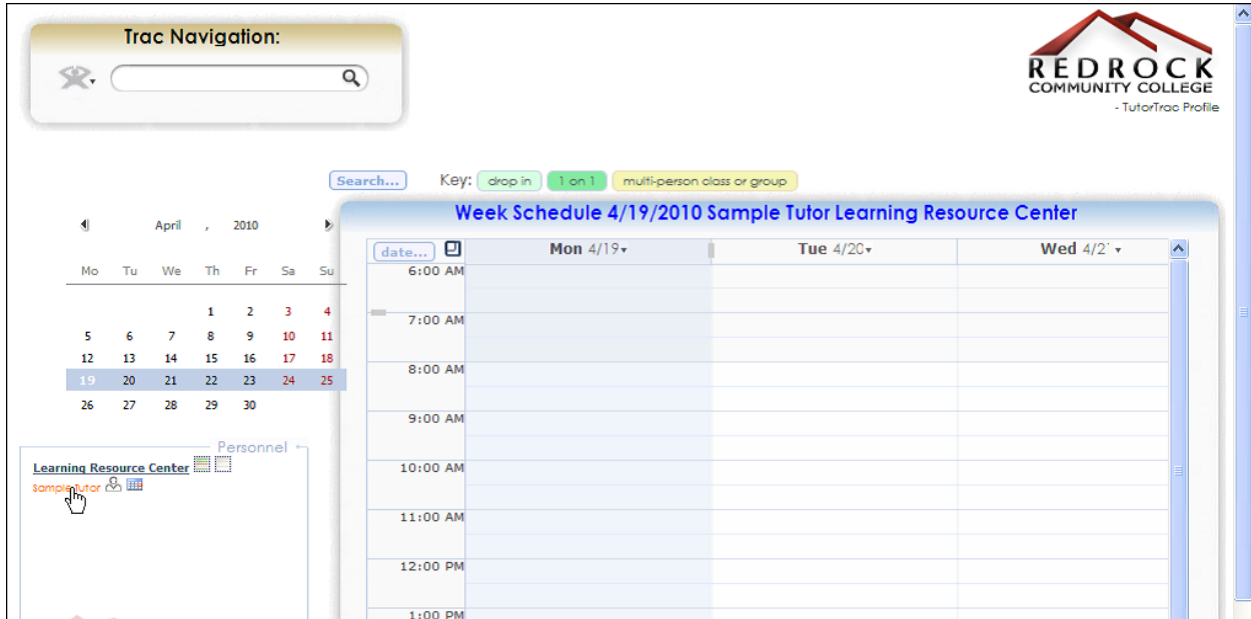 Trac Navigation:
REDROCK
COMMUNITY COLLEGE
- TutorTrac Profile
Search... Key: drop in 1 on 1 multi-person class or group
April , 2010
Mo Tu We Th Fr Sa Su
1 2 3 4
5 6 7 8 9 10 11
12 13 14 15 16 17 18
19 20 21 22 23 24 25
26 27 28 29 30
Personnel
Learning Resource Center
Sample Tutor
Week Schedule 4/19/2010 Sample Tutor Learning Resource Center
date... Mon 4/19 Tue 4/20 Wed 4/21
6:00 AM
7:00 AM
8:00 AM
9:00 AM
10:00 AM
11:00 AM
12:00 PM
1:00 PM